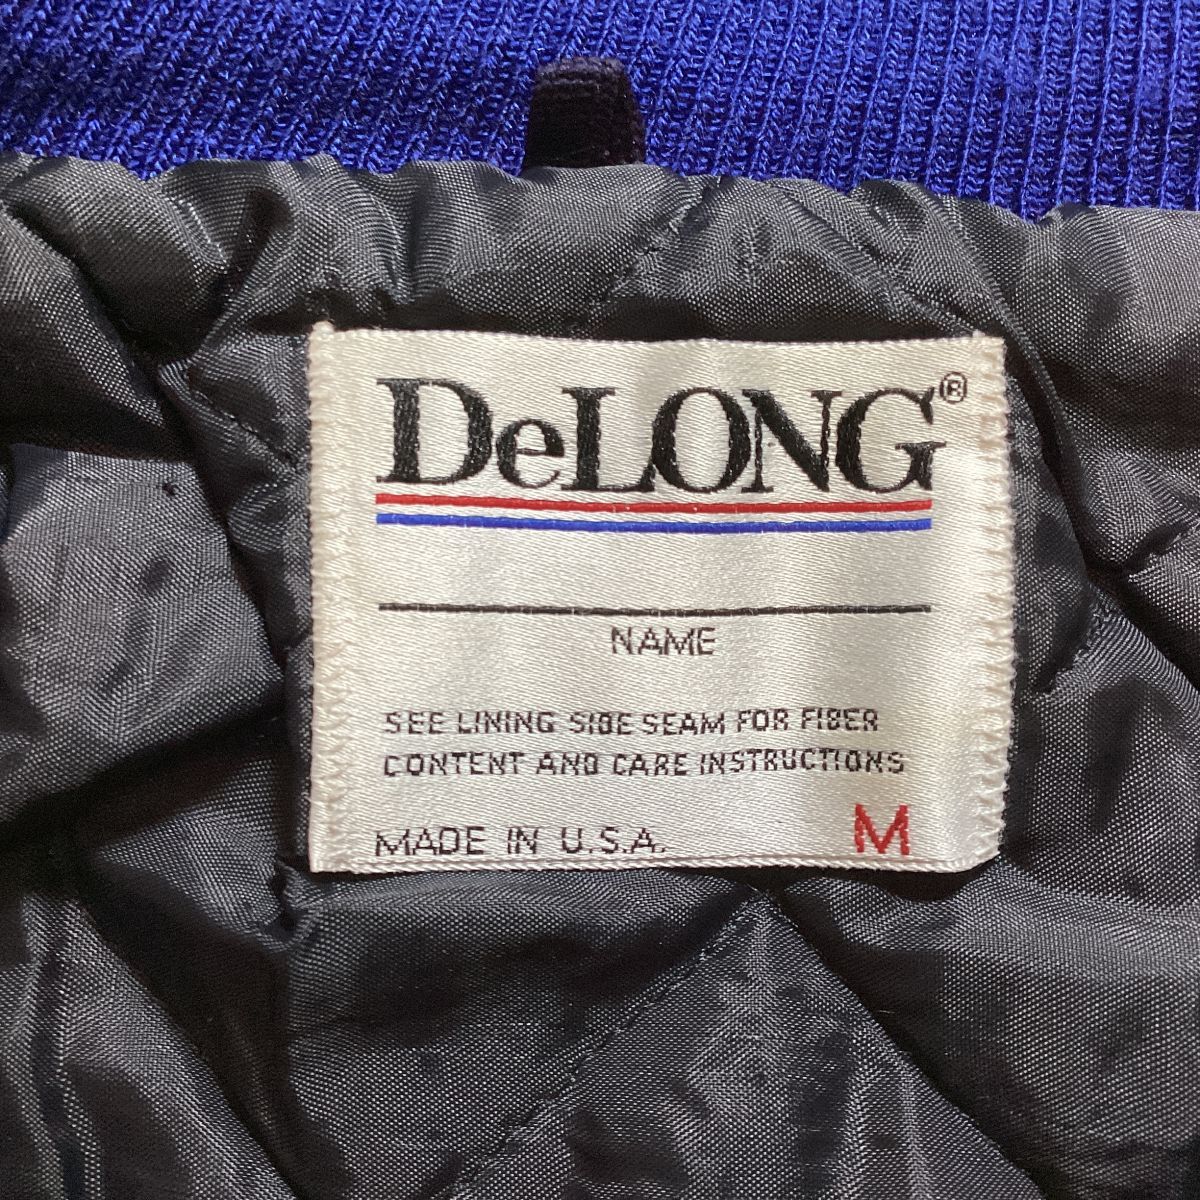 DeLONG®
NAME
SEE LINING SIDE SEAM FOR FIBER
CONTENT AND CARE INSTRUCTIONS
MADE IN U.S.A. M